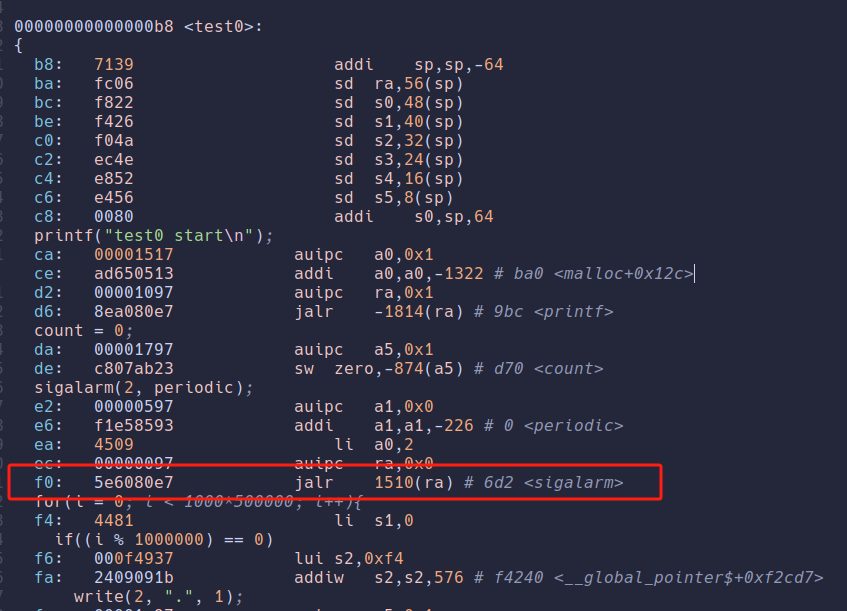 00000000000000b8 <test0>:
{
b8: 7139 addi sp,sp,-64
ba: fc06 sd ra,56(sp)
bc: f822 sd s0,48(sp)
be: f426 sd s1,40(sp)
c0: f04a sd s2,32(sp)
c2: ec4e sd s3,24(sp)
c4: e852 sd s4,16(sp)
c6: e456 sd s5,8(sp)
c8: 0080 addi s0,sp,64
printf("test0 start\n");
ca: 00001517 auipc a0,0x1
ce: ad650513 addi a0,a0,-1322 # ba0 <malloc+0x12c>
d2: 00001097 auipc ra,0x1
d6: 8ea080e7 jalr -1814(ra) # 9bc <printf>
count = 0;
da: 00001797 auipc a5,0x1
de: c807ab23 sw zero,-874(a5) # d70 <count>
sigalarm(2, periodic);
e2: 00000597 auipc a1,0x0
e6: f1e58593 addi a1,a1,-226 # 0 <periodic>
ea: 4509 li a0,2
ec: 00000097 auipc ra,0x0
f0: 5e6080e7 jalr 1510(ra) # 6d2 <sigalarm>
for(i = 0; i < 1000*500000; i++){
f4: 4481 li s1,0
if((i % 1000000) == 0)
f6: 000f4937 lui s2,0xf4
fa: 2409091b addiw s2,s2,576 # f4240 <__global_pointer$+0xf2cd7>
write(2, ".", 1);